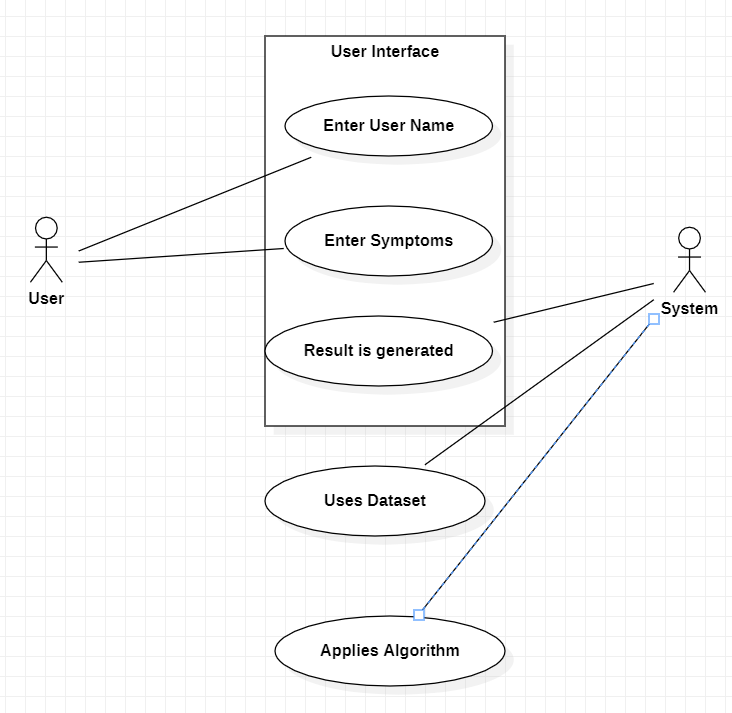 User Interface
Enter User Name
Enter Symptoms
User
System
Result is generated
Uses Dataset
Applies Algorithm